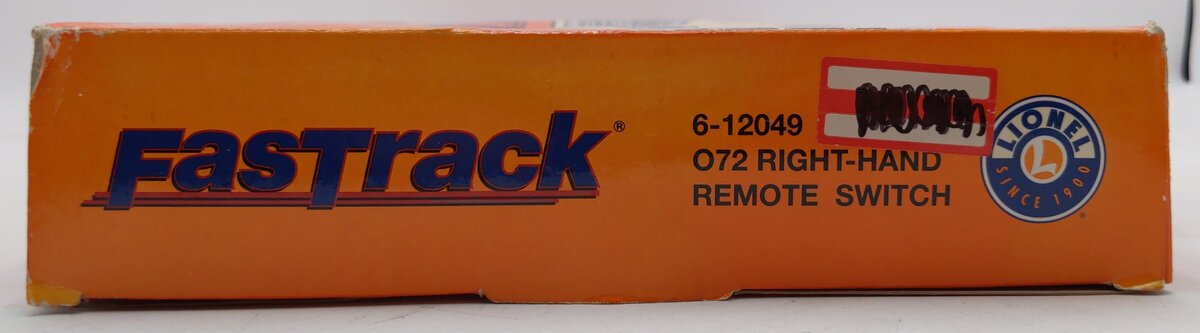 FasTrack®
6-12049
O72 RIGHT-HAND
REMOTE SWITCH
LIONEL
L
SINCE 1900
®